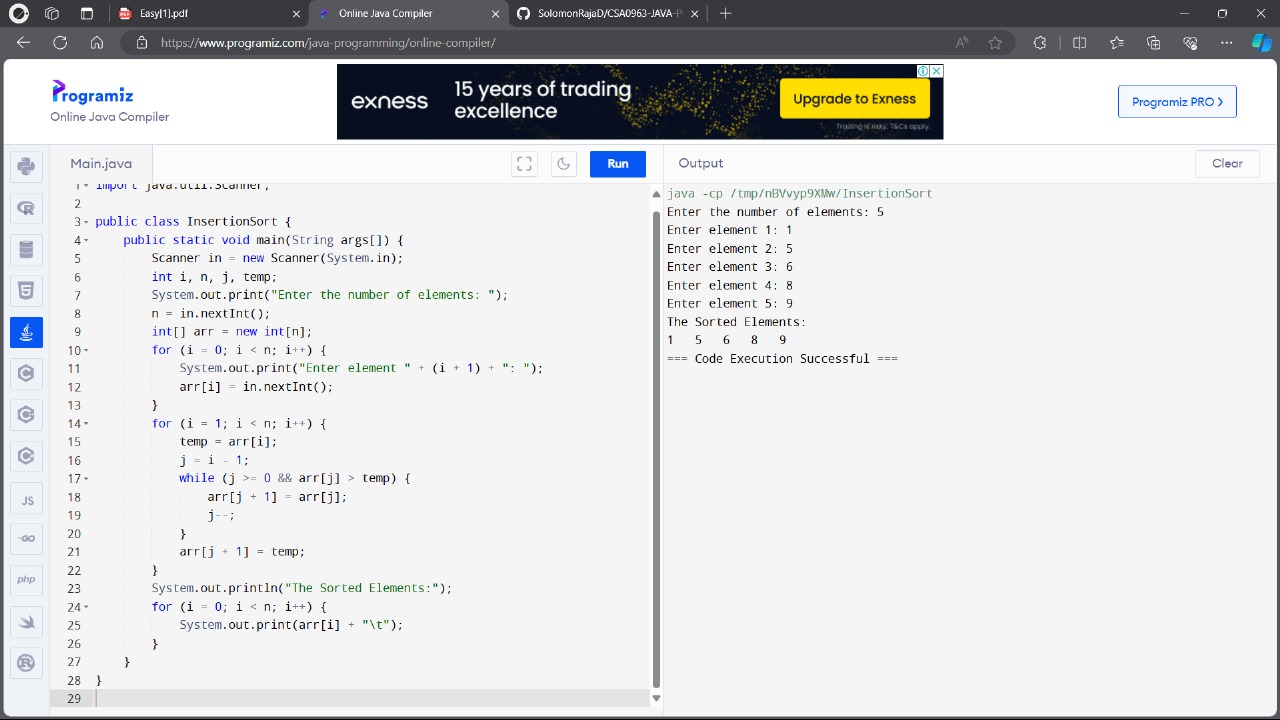 Easy[1].pdf
Online Java Compiler
SolomonRajaD/CSA0963-JAVA-P
https://www.programiz.com/java-programming/online-compiler/
Programiz
Online Java Compiler
exness
15 years of trading
excellence
Upgrade to Exness
Trading is risky. T&Cs apply.
Programiz PRO
Main.java
Run
Output
Clear
1 import java.util.Scanner;
2
3 public class InsertionSort {
4 public static void main(String args[]) {
5 Scanner in = new Scanner(System.in);
6 int i, n, j, temp;
7 System.out.print("Enter the number of elements: ");
8 n = in.nextInt();
9 int[] arr = new int[n];
10 for (i = 0; i < n; i++) {
11 System.out.print("Enter element " + (i + 1) + ": ");
12 arr[i] = in.nextInt();
13 }
14 for (i = 1; i < n; i++) {
15 temp = arr[i];
16 j = i - 1;
17 while (j >= 0 && arr[j] > temp) {
18 arr[j + 1] = arr[j];
19 j--;
20 }
21 arr[j + 1] = temp;
22 }
23 System.out.println("The Sorted Elements:");
24 for (i = 0; i < n; i++) {
25 System.out.print(arr[i] + "\t");
26 }
27 }
28 }
29
JS
GO
php
java -cp /tmp/nBVvyp9XMw/InsertionSort
Enter the number of elements: 5
Enter element 1: 1
Enter element 2: 5
Enter element 3: 6
Enter element 4: 8
Enter element 5: 9
The Sorted Elements:
1 5 6 8 9
=== Code Execution Successful ===